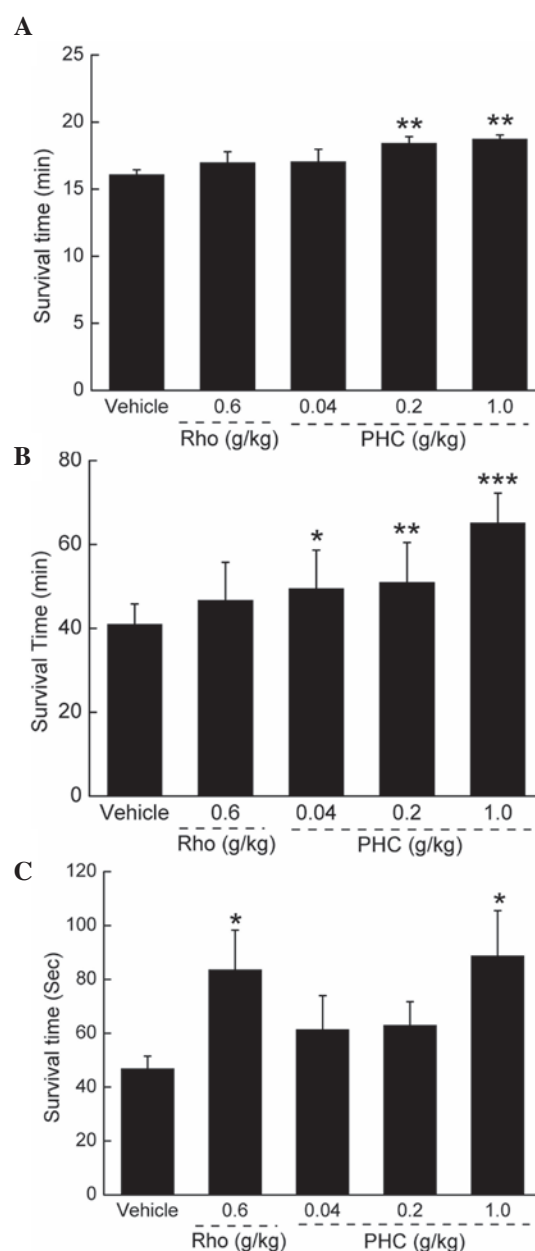 A
25
20
15
10
5
0
Survival time (min)
** **
Vehicle 0.6 0.04 0.2 1.0
Rho (g/kg) PHC (g/kg)
B
80
60
40
20
0
Survival Time (min)
* ** ***
Vehicle 0.6 0.04 0.2 1.0
Rho (g/kg) PHC (g/kg)
C
120
100
80
60
40
20
0
Survival time (Sec)
* *
Vehicle 0.6 0.04 0.2 1.0
Rho (g/kg) PHC (g/kg)